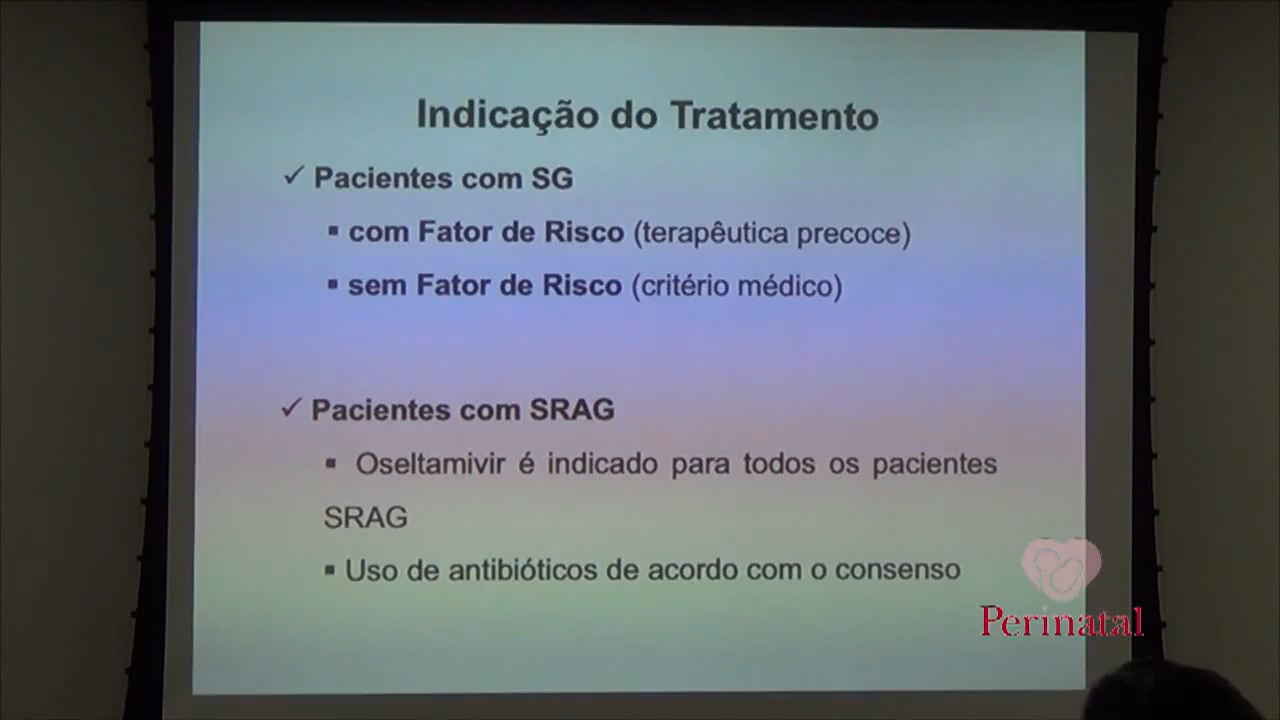 Indicação do Tratamento
✓ Pacientes com SG
▪ com Fator de Risco (terapêutica precoce)
▪ sem Fator de Risco (critério médico)
✓ Pacientes com SRAG
▪ Oseltamivir é indicado para todos os pacientes
SRAG
▪ Uso de antibióticos de acordo com o consenso
Perinatal